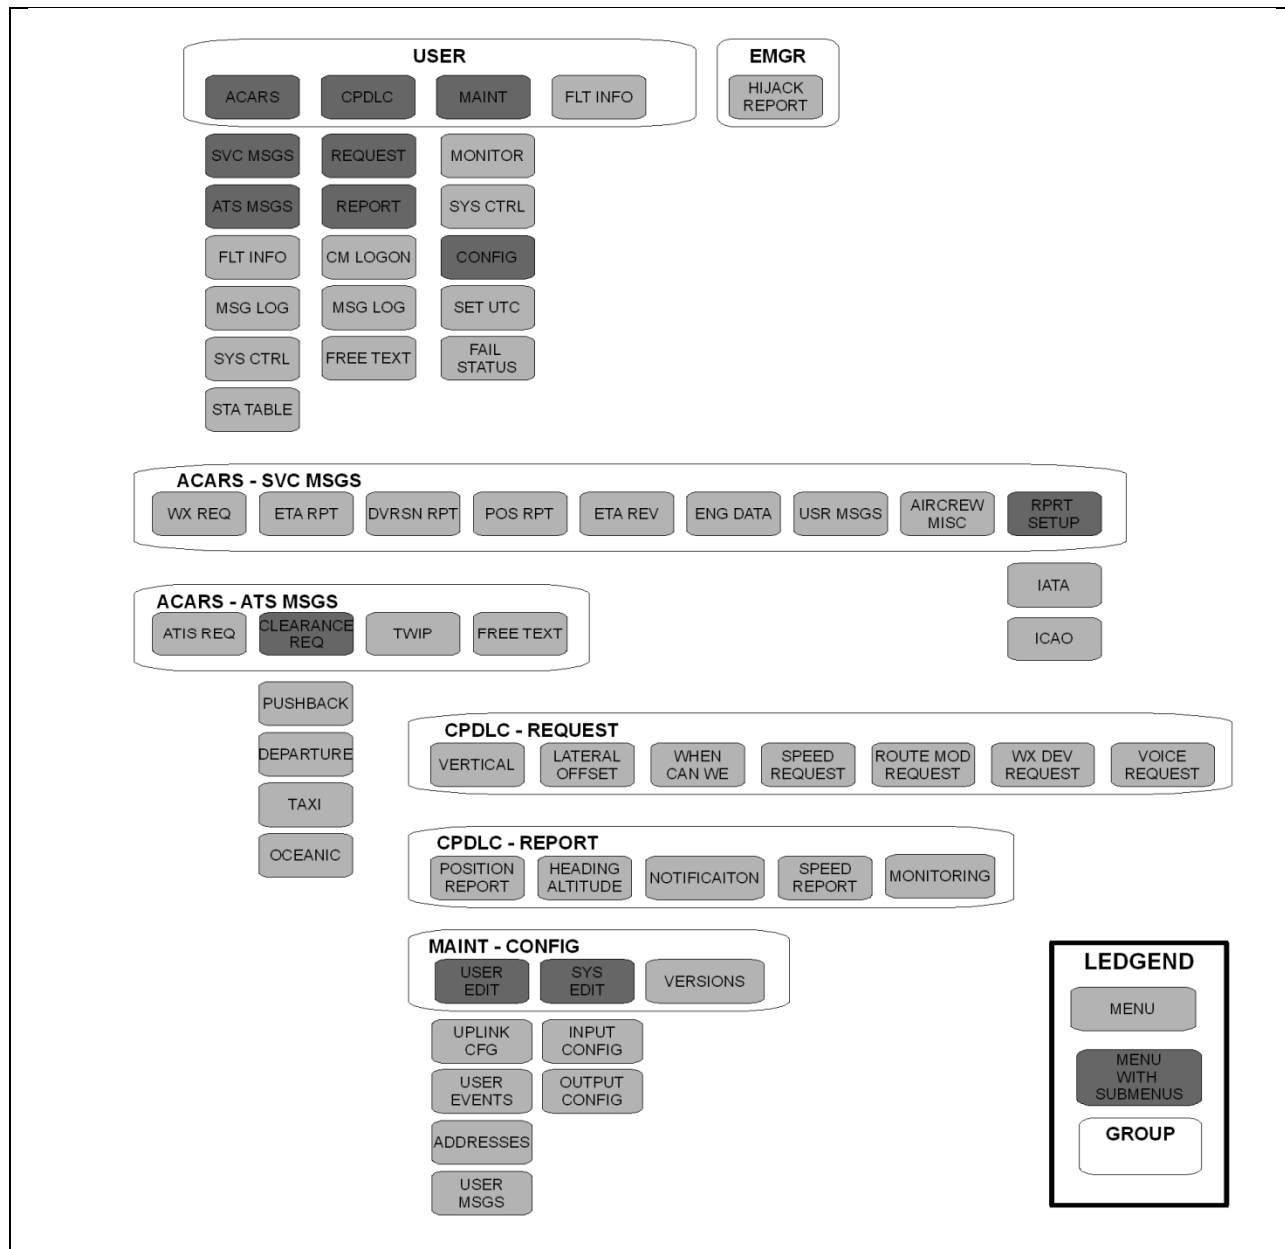 USER
EMGR
ACARS
CPDLC
MAINT
FLT INFO
HIJACK
REPORT
SVC MSGS
REQUEST
MONITOR
ATS MSGS
REPORT
SYS CTRL
FLT INFO
CM LOGON
CONFIG
MSG LOG
MSG LOG
SET UTC
SYS CTRL
FREE TEXT
FAIL
STATUS
STA TABLE
ACARS - SVC MSGS
WX REQ
ETA RPT
DVRSN RPT
POS RPT
ETA REV
ENG DATA
USR MSGS
AIRCREW
MISC
RPRT
SETUP
IATA
ICAO
ACARS - ATS MSGS
ATIS REQ
CLEARANCE
REQ
TWIP
FREE TEXT
PUSHBACK
DEPARTURE
TAXI
OCEANIC
CPDLC - REQUEST
VERTICAL
LATERAL
OFFSET
WHEN
CAN WE
SPEED
REQUEST
ROUTE MOD
REQUEST
WX DEV
REQUEST
VOICE
REQUEST
CPDLC - REPORT
POSITION
REPORT
HEADING
ALTITUDE
NOTIFICAITON
SPEED
REPORT
MONITORING
MAINT - CONFIG
USER
EDIT
SYS
EDIT
VERSIONS
UPLINK
CFG
INPUT
CONFIG
USER
EVENTS
OUTPUT
CONFIG
ADDRESSES
USER
MSGS
LEDGEND
MENU
MENU
WITH
SUBMENUS
GROUP